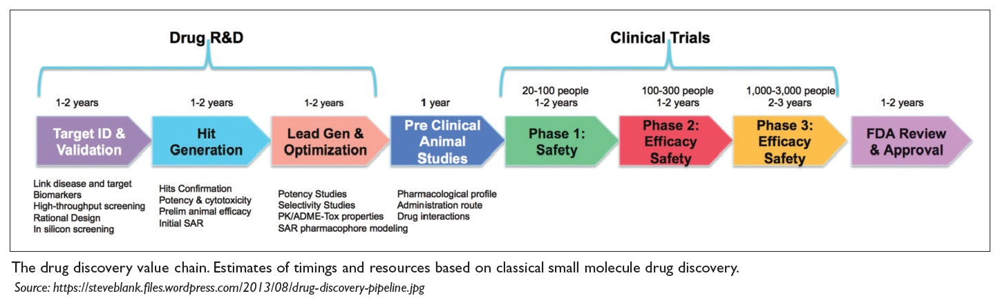 Drug R&D
Clinical Trials
1-2 years
1-2 years
1-2 years
1 year
20-100 people
1-2 years
100-300 people
1-2 years
1,000-3,000 people
2-3 years
1-2 years
Target ID &
Validation
Hit
Generation
Lead Gen &
Optimization
Pre Clinical
Animal
Studies
Phase 1:
Safety
Phase 2:
Efficacy
Safety
Phase 3:
Efficacy
Safety
FDA Review
& Approval
Link disease and target
Biomarkers
High-throughput screening
Rational Design
In silicon screening
Hits Confirmation
Potency & cytotoxicity
Prelim animal efficacy
Initial SAR
Potency Studies
Selectivity Studies
PK/ADME-Tox properties
SAR pharmacophore modeling
Pharmacological profile
Administration route
Drug interactions
The drug discovery value chain. Estimates of timings and resources based on classical small molecule drug discovery.
Source: https://steveblank.files.wordpress.com/2013/08/drug-discovery-pipeline.jpg